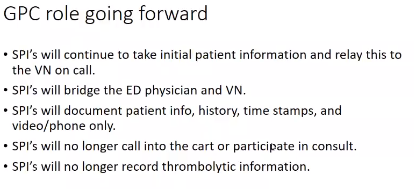 GPC role going forward
• SPI's will continue to take initial patient information and relay this to
the VN on call.
• SPI's will bridge the ED physician and VN.
• SPI's will document patient info, history, time stamps, and
video/phone only.
• SPI's will no longer call into the cart or participate in consult.
• SPI's will no longer record thrombolytic information.